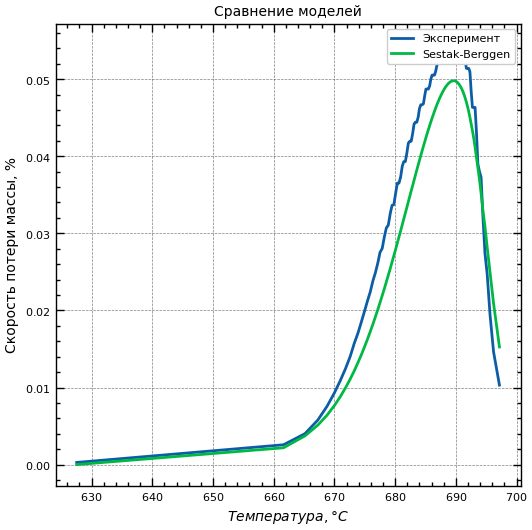 Сравнение моделей
Эксперимент
Sestak-Berggen
Скорость потери массы, %
0.05
0.04
0.03
0.02
0.01
0.00
630 640 650 660 670 680 690 700
Температура, °C